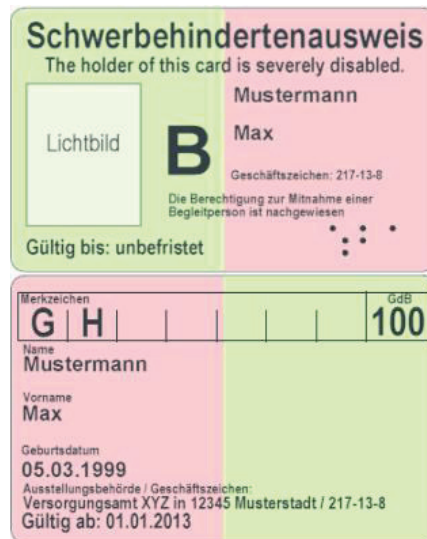 Schwerbehindertenausweis
The holder of this card is severely disabled.
Lichtbild
B
Mustermann
Max
Geschäftszeichen: 217-13-8
Die Berechtigung zur Mitnahme einer
Begleitperson ist nachgewiesen
Gültig bis: unbefristet
Merkzeichen GdB
G H 100
Name
Mustermann
Vorname
Max
Geburtsdatum
05.03.1999
Ausstellungsbehörde / Geschäftszeichen:
Versorgungsamt XYZ in 12345 Musterstadt / 217-13-8
Gültig ab: 01.01.2013